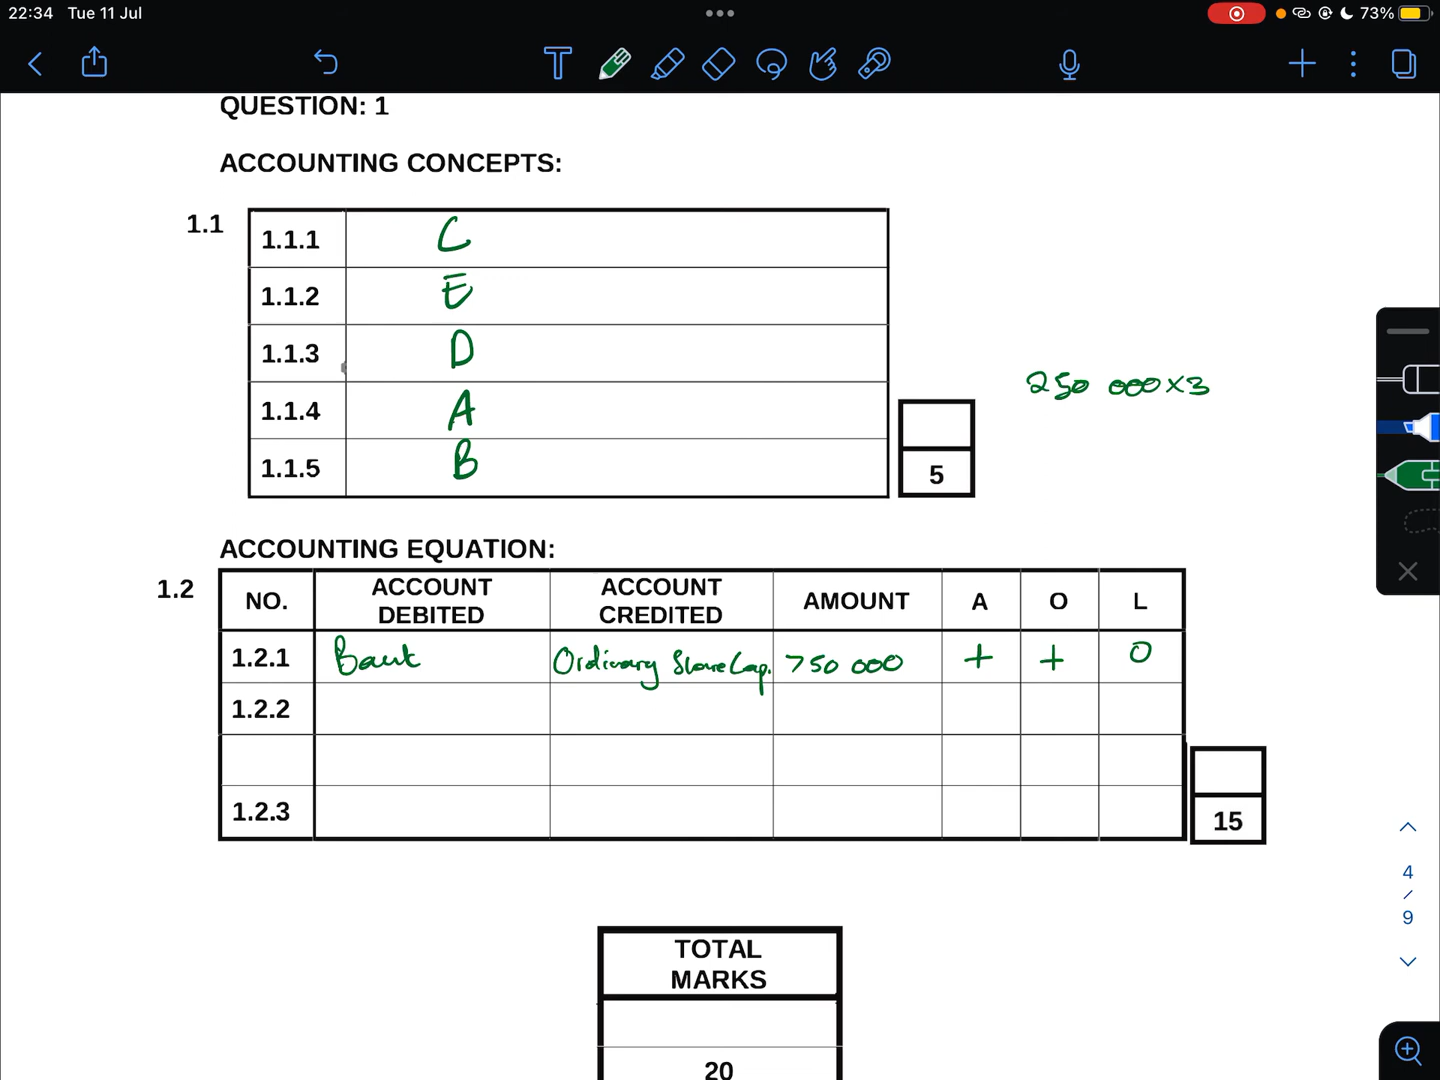 22:34 Tue 11 Jul
73%
QUESTION: 1
ACCOUNTING CONCEPTS:
1.1
1.1.1 C
1.1.2 E
1.1.3 D
1.1.4 A
1.1.5 B
5
250 000x3
ACCOUNTING EQUATION:
1.2
NO. ACCOUNT DEBITED ACCOUNT CREDITED AMOUNT A O L
1.2.1 Bank Ordinary Share Cap. 750 000 + + 0
1.2.2
1.2.3
15
4
/
9
TOTAL
MARKS
20